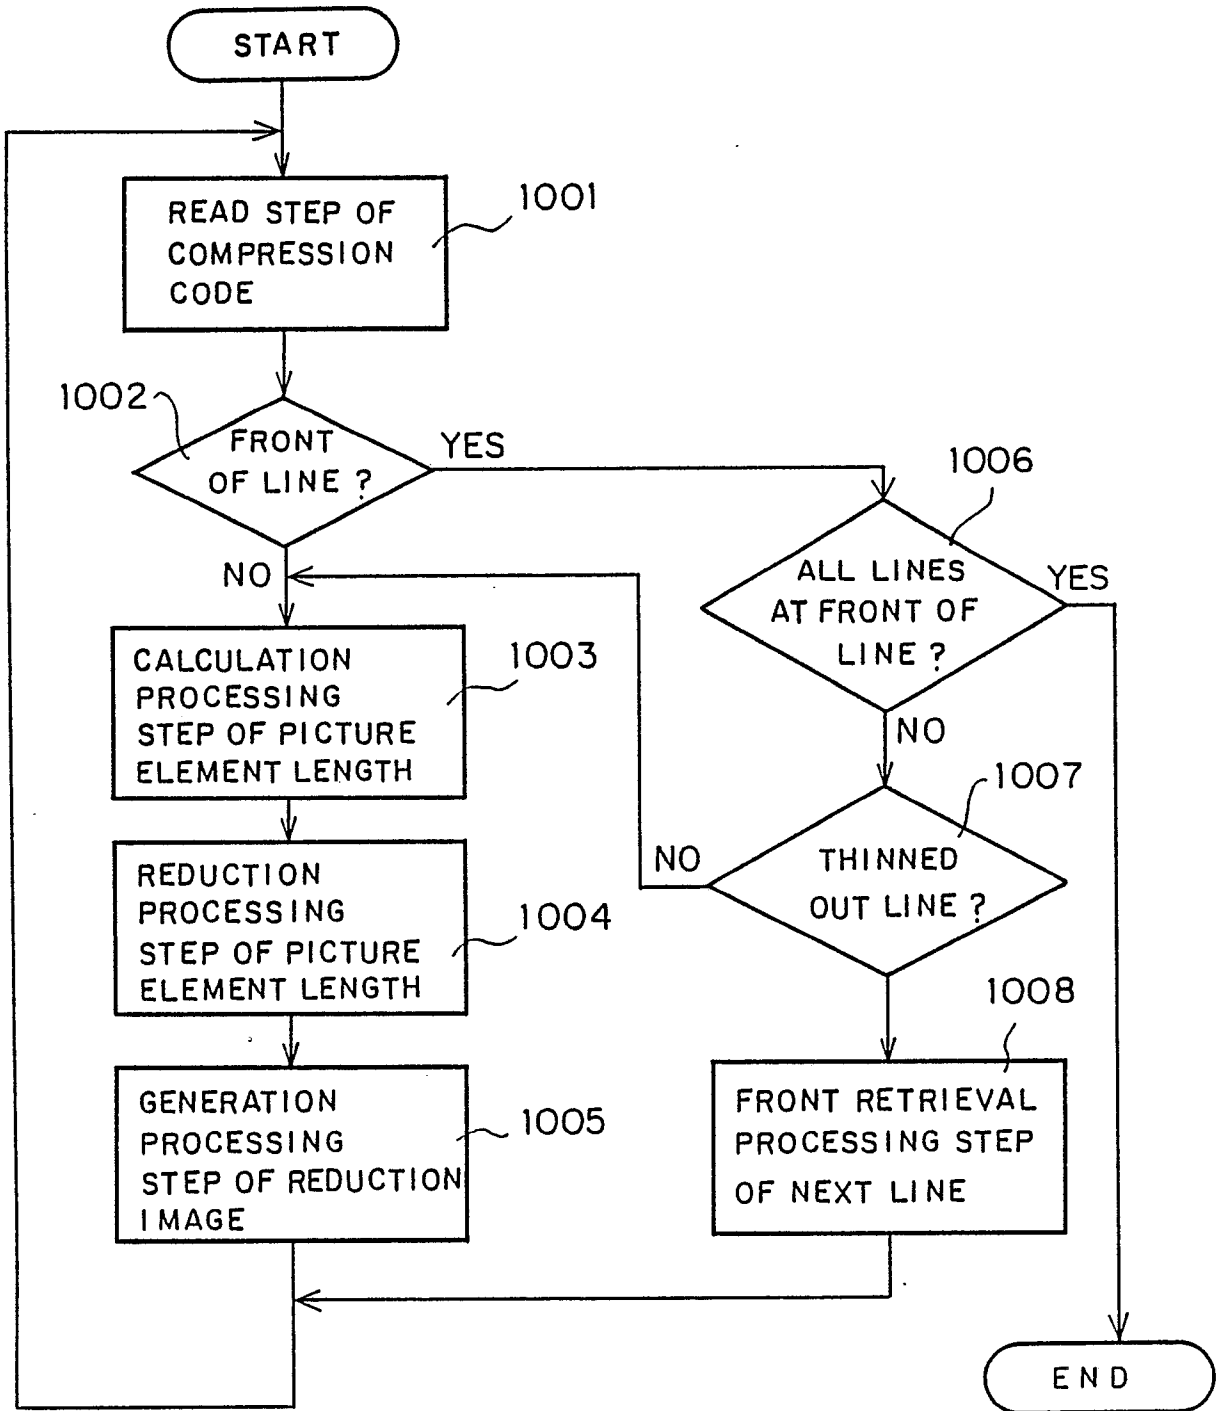 START
READ STEP OF
COMPRESSION
CODE
1001
1002
FRONT
OF LINE ?
YES
NO
1006
ALL LINES
AT FRONT OF
LINE ?
YES
NO
CALCULATION
PROCESSING
STEP OF PICTURE
ELEMENT LENGTH
1003
1007
THINNED
OUT LINE ?
NO
REDUCTION
PROCESSING
STEP OF PICTURE
ELEMENT LENGTH
1004
1008
FRONT RETRIEVAL
PROCESSING STEP
OF NEXT LINE
GENERATION
PROCESSING
STEP OF REDUCTION
IMAGE
1005
END